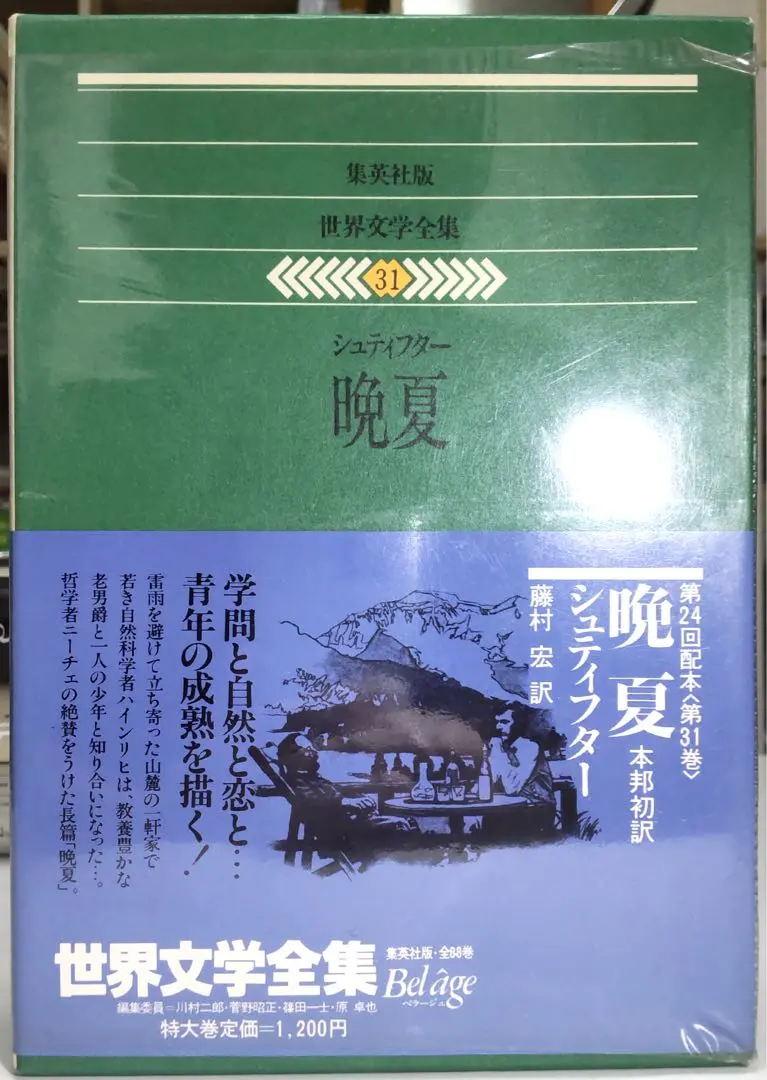 集英社版
世界文学全集
31
シュティフター
晩夏
第24回配本〈第31巻〉
晩夏 本邦初訳
シュティフター
藤村 宏 訳
学問と自然と恋と…
青年の成熟を描く!
雷雨を避けて立ち寄った山麓の一軒家で
若き自然科学者ハインリヒは、教養豊かな
老男爵と一人の少年と知り合いになった…。
哲学者ニーチェの絶賛をうけた長篇「晩夏」。
世界文学全集
集英社版・全88巻
Bel âge
ベラージュ
編集委員=川村二郎・菅野昭正・篠田一士・原 卓也
特大巻定価=1,200円